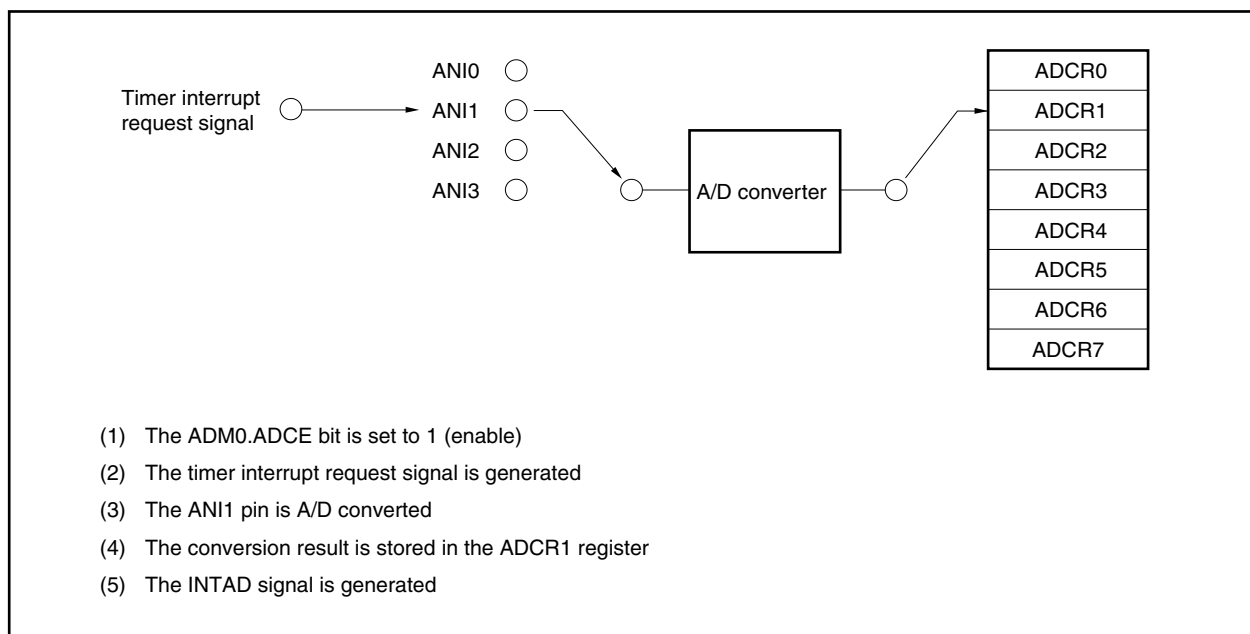 Timer interrupt
request signal
ANI0
ANI1
ANI2
ANI3
A/D converter
ADCR0
ADCR1
ADCR2
ADCR3
ADCR4
ADCR5
ADCR6
ADCR7
(1) The ADM0.ADCE bit is set to 1 (enable)
(2) The timer interrupt request signal is generated
(3) The ANI1 pin is A/D converted
(4) The conversion result is stored in the ADCR1 register
(5) The INTAD signal is generated